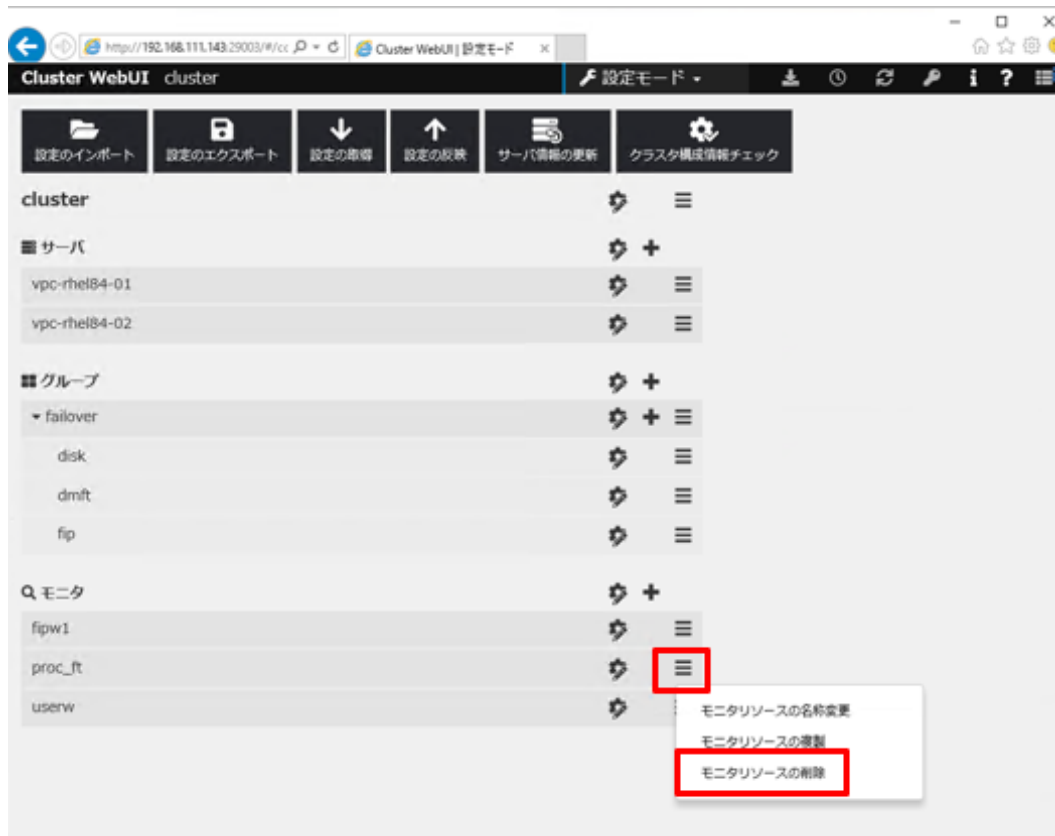 http://192.168.111.143:29003/#/cc
Cluster WebUI | 設定モード
Cluster WebUI cluster 設定モード
設定のインポート 設定のエクスポート 設定の取得 設定の反映 サーバ情報の更新 クラスタ構成情報チェック
cluster
サーバ
vpc-rhel84-01
vpc-rhel84-02
グループ
failover
disk
dmft
fip
モニタ
fipw1
proc_ft
userw
モニタリソースの名称変更
モニタリソースの複製
モニタリソースの削除